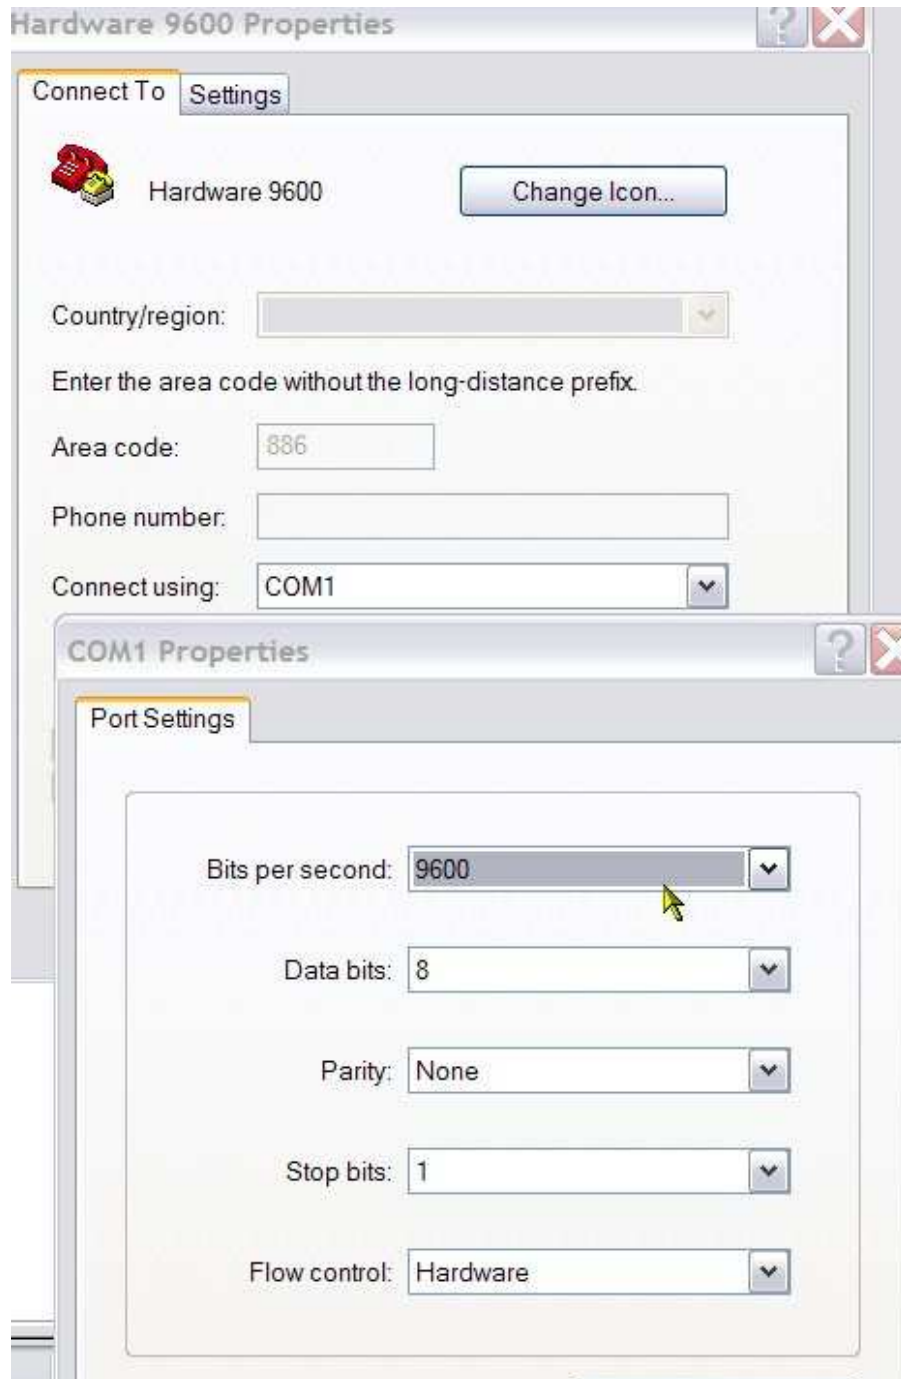 Hardware 9600 Properties
Connect To Settings
Hardware 9600 Change Icon...
Country/region:
Enter the area code without the long-distance prefix.
Area code: 886
Phone number:
Connect using: COM1
COM1 Properties
Port Settings
Bits per second: 9600
Data bits: 8
Parity: None
Stop bits: 1
Flow control: Hardware